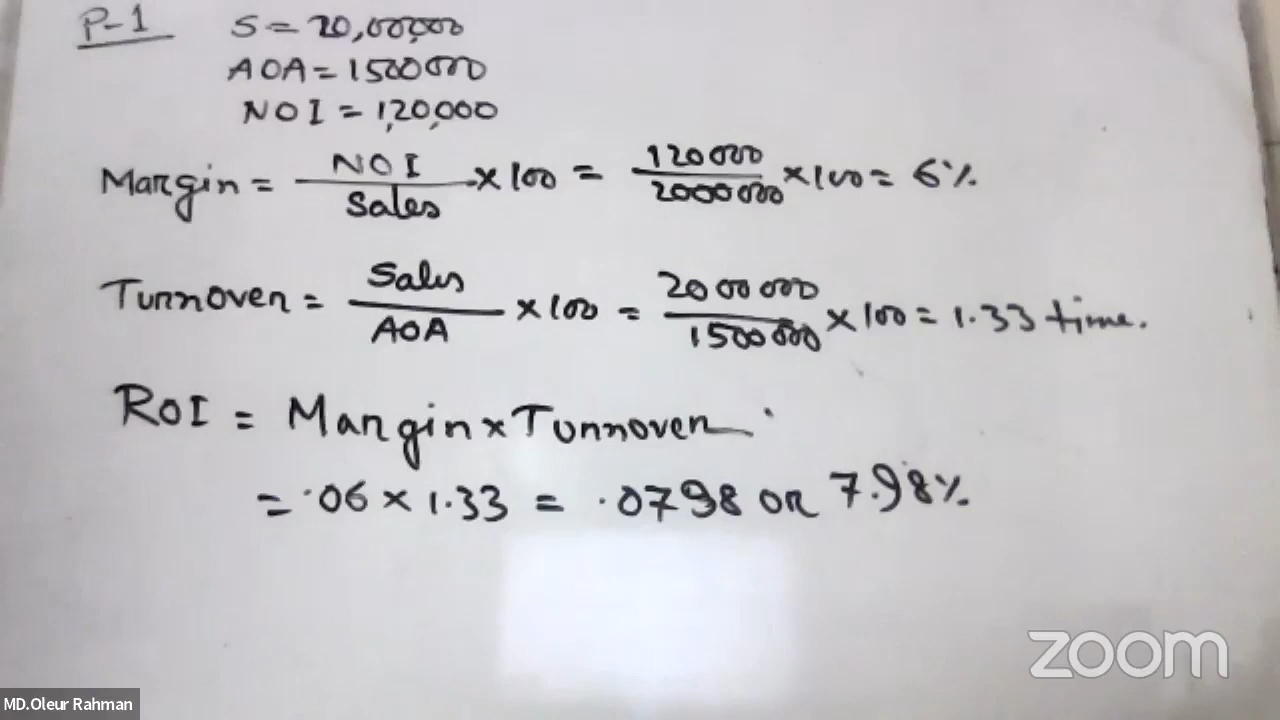 P-1 S = 20,00,000
AOA = 1500000
NOI = 1,20,000
Margin = NOI / Sales × 100 = 120000 / 2000000 × 100 = 6%
Turnover = Sales / AOA × 100 = 2000000 / 1500000 × 100 = 1.33 time.
ROI = Margin × Turnover
= .06 × 1.33 = .0798 or 7.98%
zoom
MD.Oleur Rahman